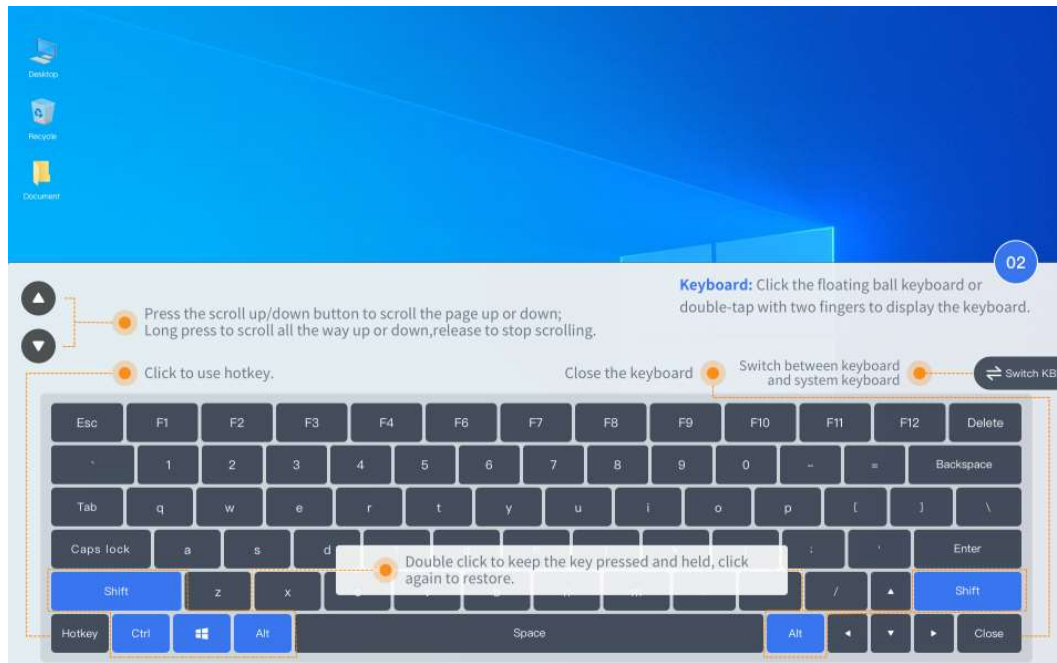 Desktop
Recycle
Document
02
Keyboard: Click the floating ball keyboard or
double-tap with two fingers to display the keyboard.
Press the scroll up/down button to scroll the page up or down;
Long press to scroll all the way up or down,release to stop scrolling.
Click to use hotkey.
Close the keyboard
Switch between keyboard
and system keyboard
Switch KB
Esc F1 F2 F3 F4 F6 F7 F8 F9 F10 F11 F12 Delete
` 1 2 3 4 5 6 7 8 9 0 - = Backspace
Tab q w e r t y u i o p [ ] \
Caps lock a s d ; ' Enter
Double click to keep the key pressed and held, click
again to restore.
Shift z x / Shift
Hotkey Ctrl Alt Space Alt Close